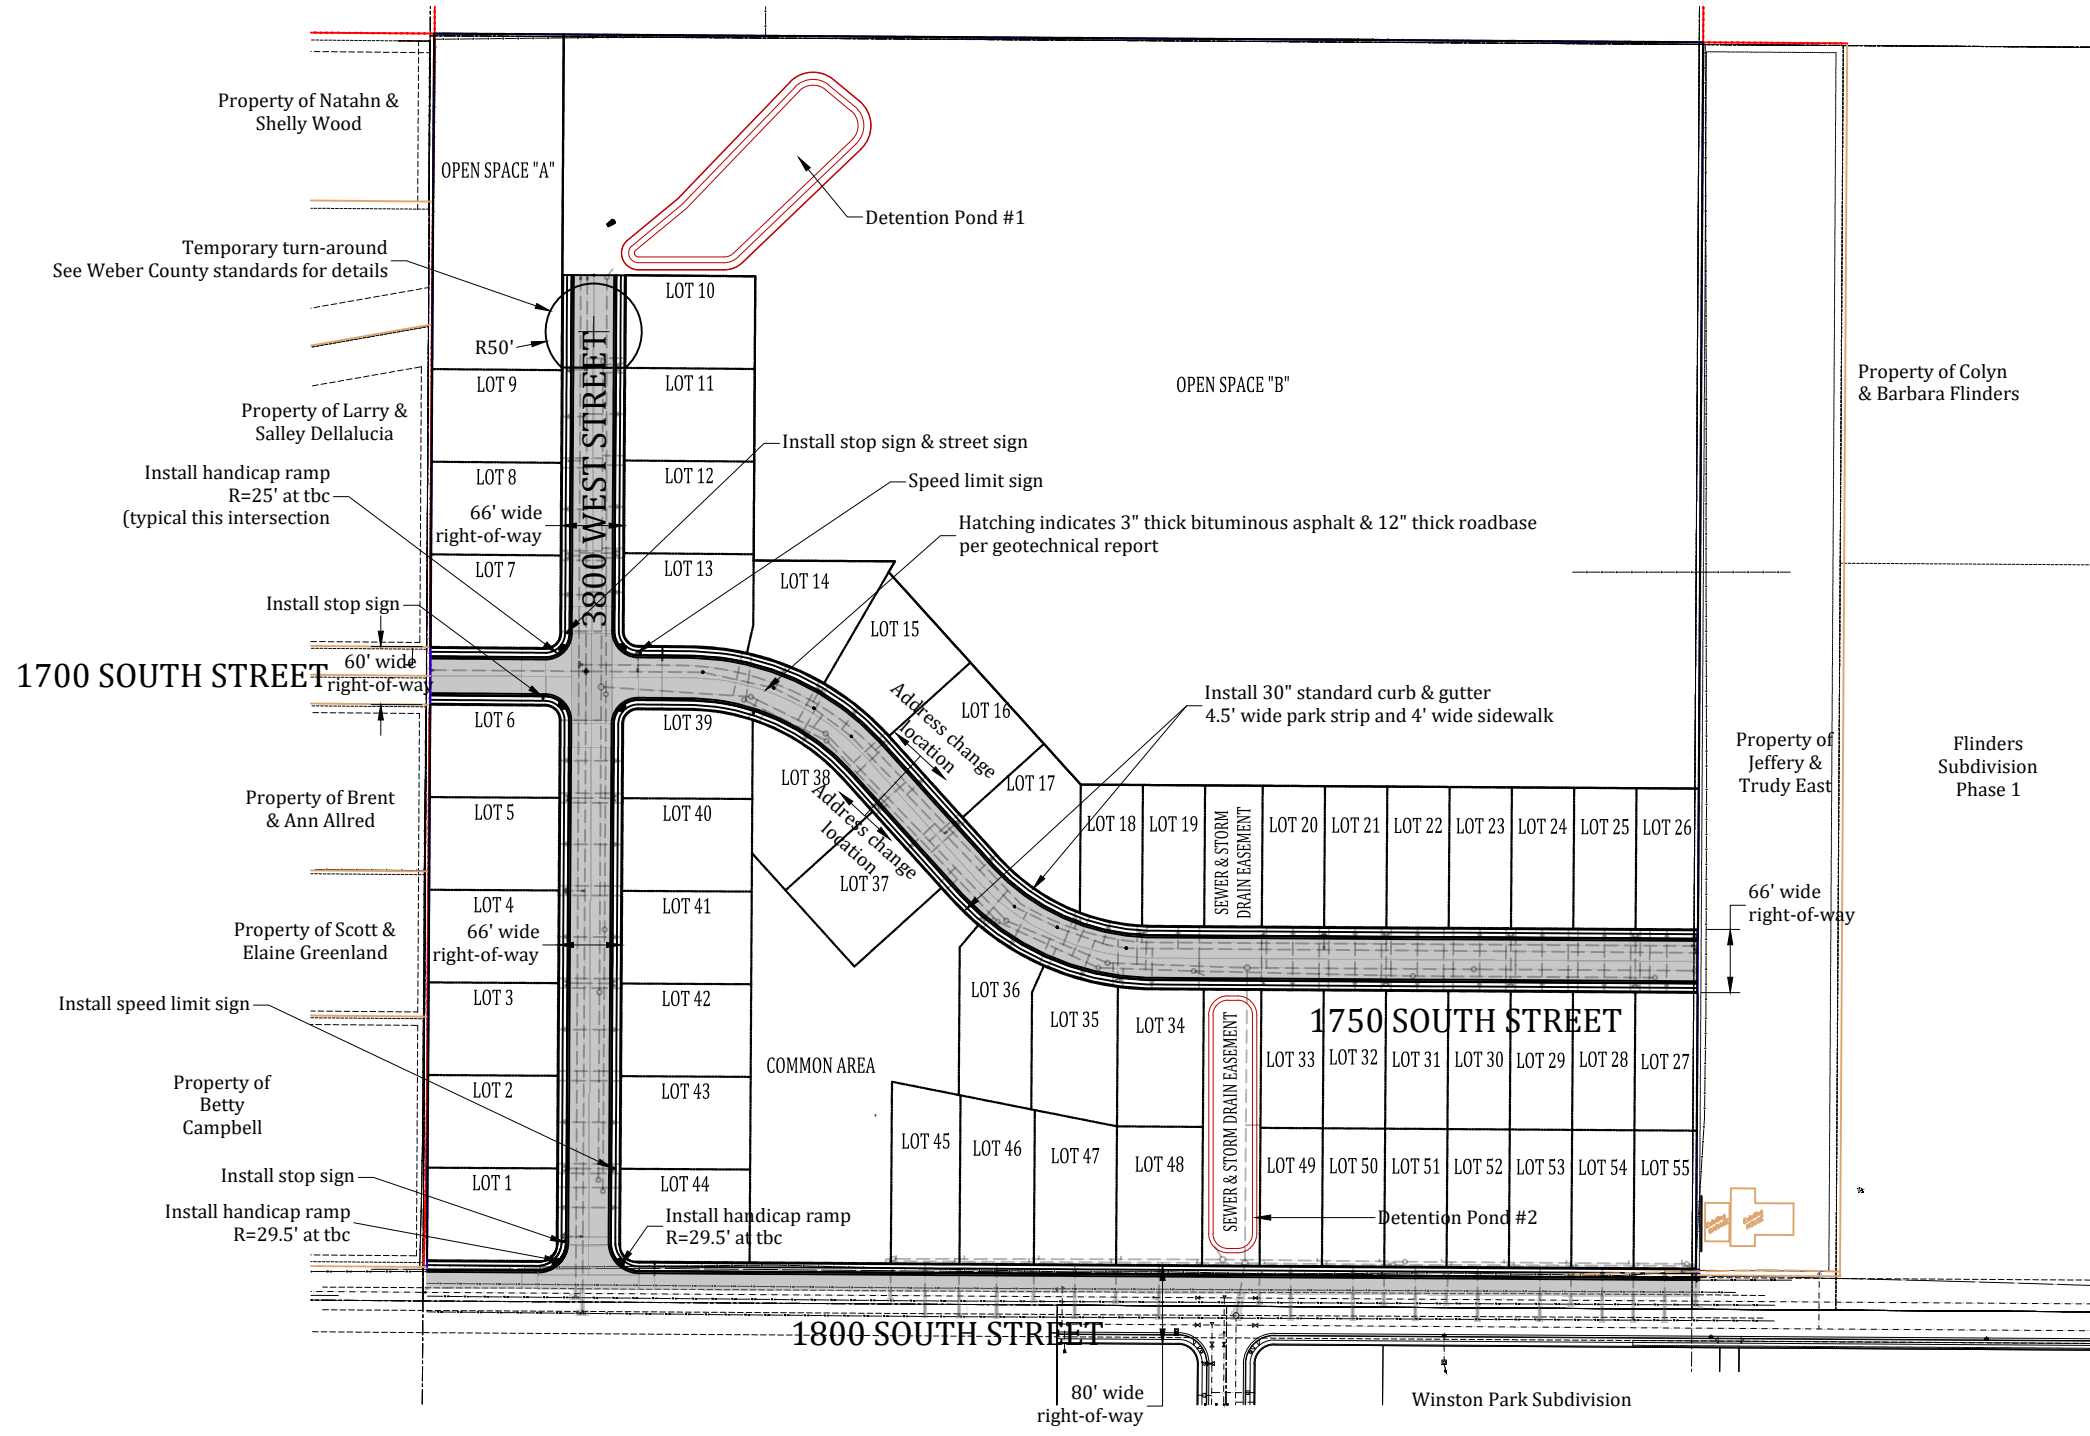 Property of Natahn &
Shelly Wood
OPEN SPACE "A"
Detention Pond #1
Temporary turn-around
See Weber County standards for details
R50'
LOT 10
LOT 9
LOT 11
OPEN SPACE "B"
Property of Colyn
& Barbara Flinders
Property of Larry &
Salley Dellalucia
Install stop sign & street sign
Install handicap ramp
R=25' at tbc
(typical this intersection
LOT 8
LOT 12
Speed limit sign
66' wide
right-of-way
3800 WEST STREET
Hatching indicates 3" thick bituminous asphalt & 12" thick roadbase
per geotechnical report
LOT 7
LOT 13
LOT 14
Install stop sign
LOT 15
1700 SOUTH STREET
60' wide
right-of-way
LOT 6
LOT 39
LOT 16
Address change
location
Install 30" standard curb & gutter
4.5' wide park strip and 4' wide sidewalk
Property of
Jeffery &
Trudy East
Flinders
Subdivision
Phase 1
LOT 38
LOT 17
Address change
location
Property of Brent
& Ann Allred
LOT 5
LOT 40
LOT 18
LOT 19
SEWER & STORM
DRAIN EASEMENT
LOT 20
LOT 21
LOT 22
LOT 23
LOT 24
LOT 25
LOT 26
LOT 37
66' wide
right-of-way
LOT 4
LOT 41
66' wide
right-of-way
Property of Scott &
Elaine Greenland
Install speed limit sign
LOT 3
LOT 42
LOT 36
LOT 35
LOT 34
1750 SOUTH STREET
SEWER & STORM DRAIN EASEMENT
LOT 33
LOT 32
LOT 31
LOT 30
LOT 29
LOT 28
LOT 27
COMMON AREA
Property of
Betty
Campbell
LOT 2
LOT 43
LOT 45
LOT 46
LOT 47
LOT 48
LOT 49
LOT 50
LOT 51
LOT 52
LOT 53
LOT 54
LOT 55
Install stop sign
LOT 1
LOT 44
Install handicap ramp
R=29.5' at tbc
Install handicap ramp
R=29.5' at tbc
Detention Pond #2
Existing
HOUSE
1800 SOUTH STREET
80' wide
right-of-way
Winston Park Subdivision